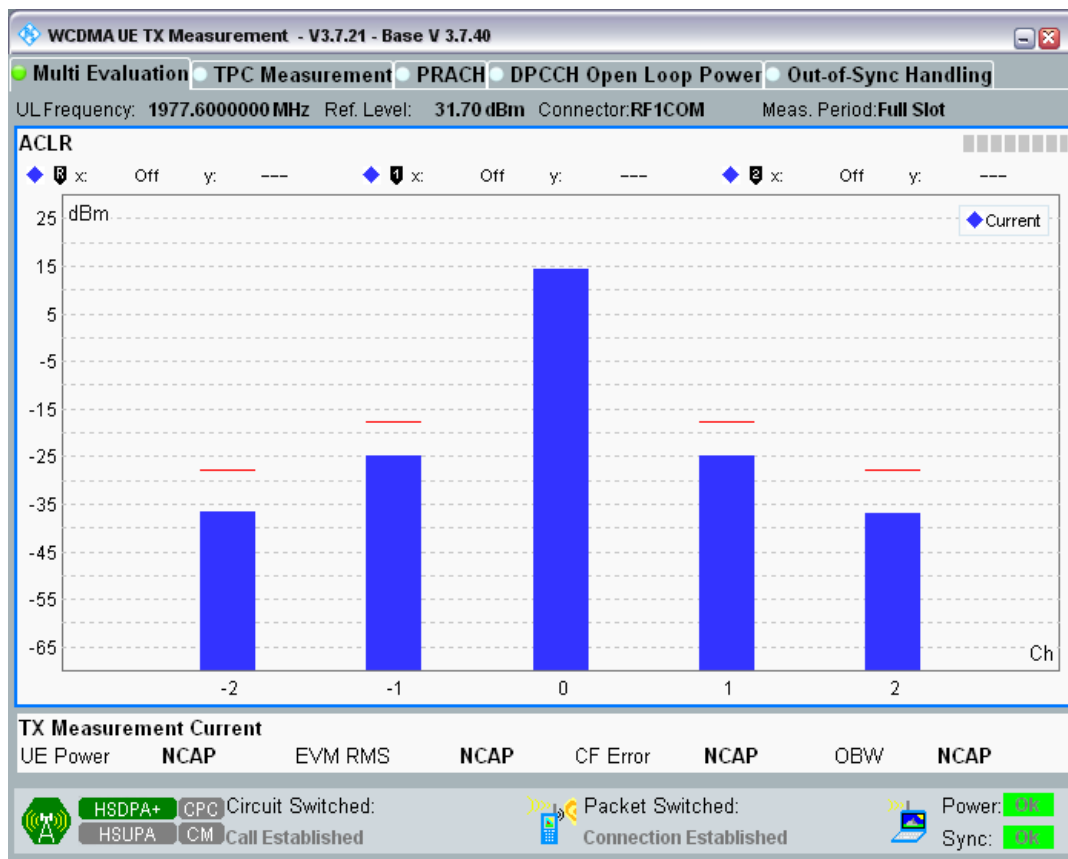 WCDMA UE TX Measurement - V3.7.21 - Base V 3.7.40
Multi Evaluation TPC Measurement PRACH DPCCH Open Loop Power Out-of-Sync Handling
UL Frequency: 1977.6000000 MHz Ref. Level: 31.70 dBm Connector:RF1COM Meas. Period:Full Slot
ACLR
R x: Off y: --- 1 x: Off y: --- 2 x: Off y: ---
dBm
Current
25
15
5
-5
-15
-25
-35
-45
-55
-65
Ch
-2 -1 0 1 2
TX Measurement Current
UE Power NCAP EVM RMS NCAP CF Error NCAP OBW NCAP
HSDPA+ CPC Circuit Switched: Packet Switched: Power: OK
HSUPA CM Call Established Connection Established Sync: OK